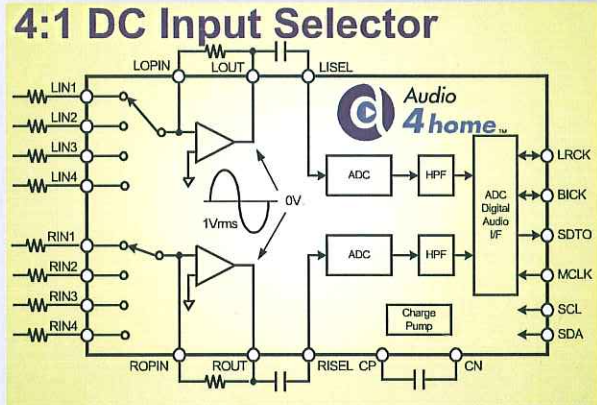 4:1 DC Input Selector
LOPIN
LOUT
LISEL
LIN1
LIN2
LIN3
LIN4
Audio
4home™
0V
1Vrms
ADC
HPF
ADC
Digital
Audio
I/F
LRCK
BICK
SDTO
MCLK
SCL
SDA
RIN1
RIN2
RIN3
RIN4
ADC
HPF
Charge
Pump
ROPIN
ROUT
RISEL
CP
CN